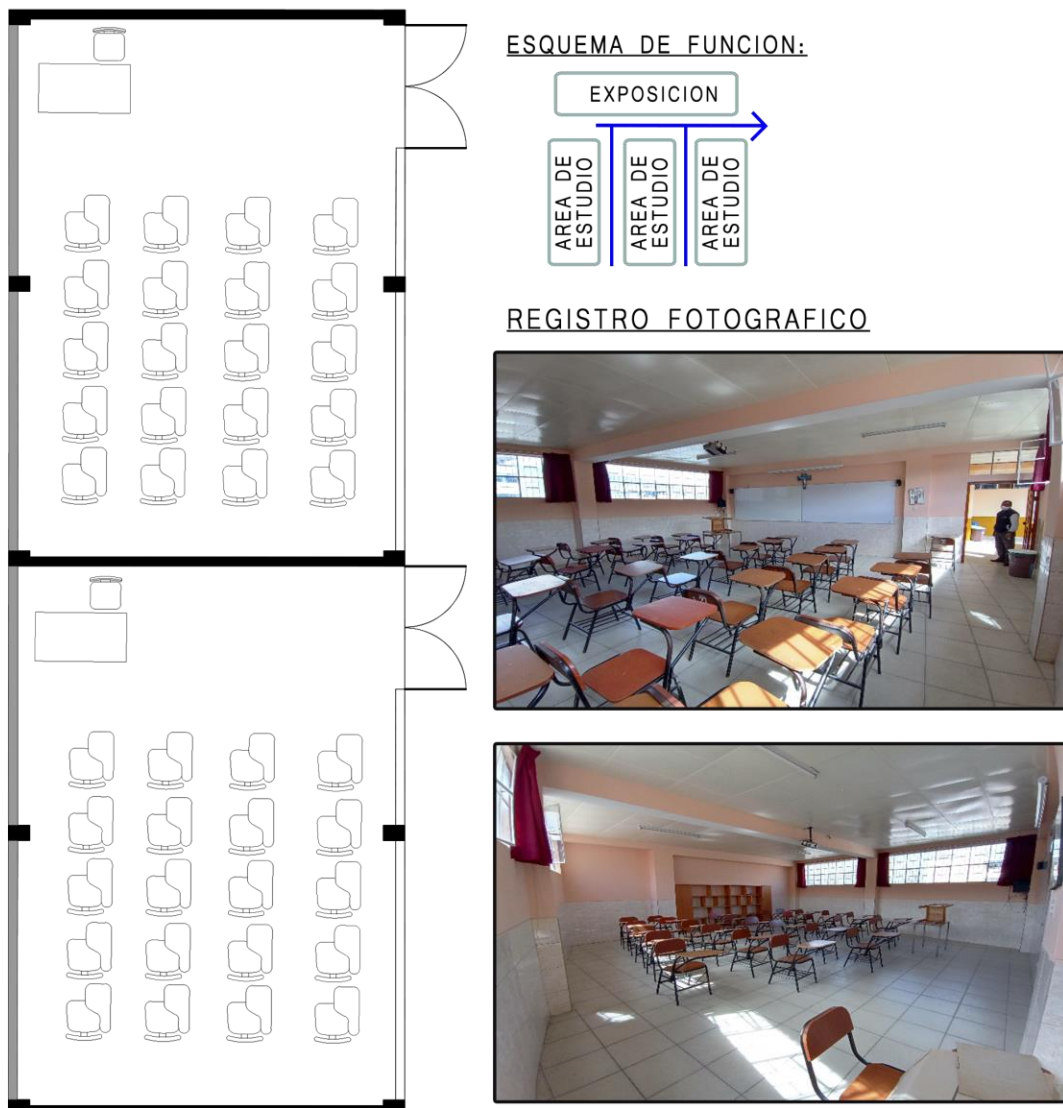 ESQUEMA DE FUNCION:
EXPOSICION
AREA DE
ESTUDIO
AREA DE
ESTUDIO
AREA DE
ESTUDIO
REGISTRO FOTOGRAFICO